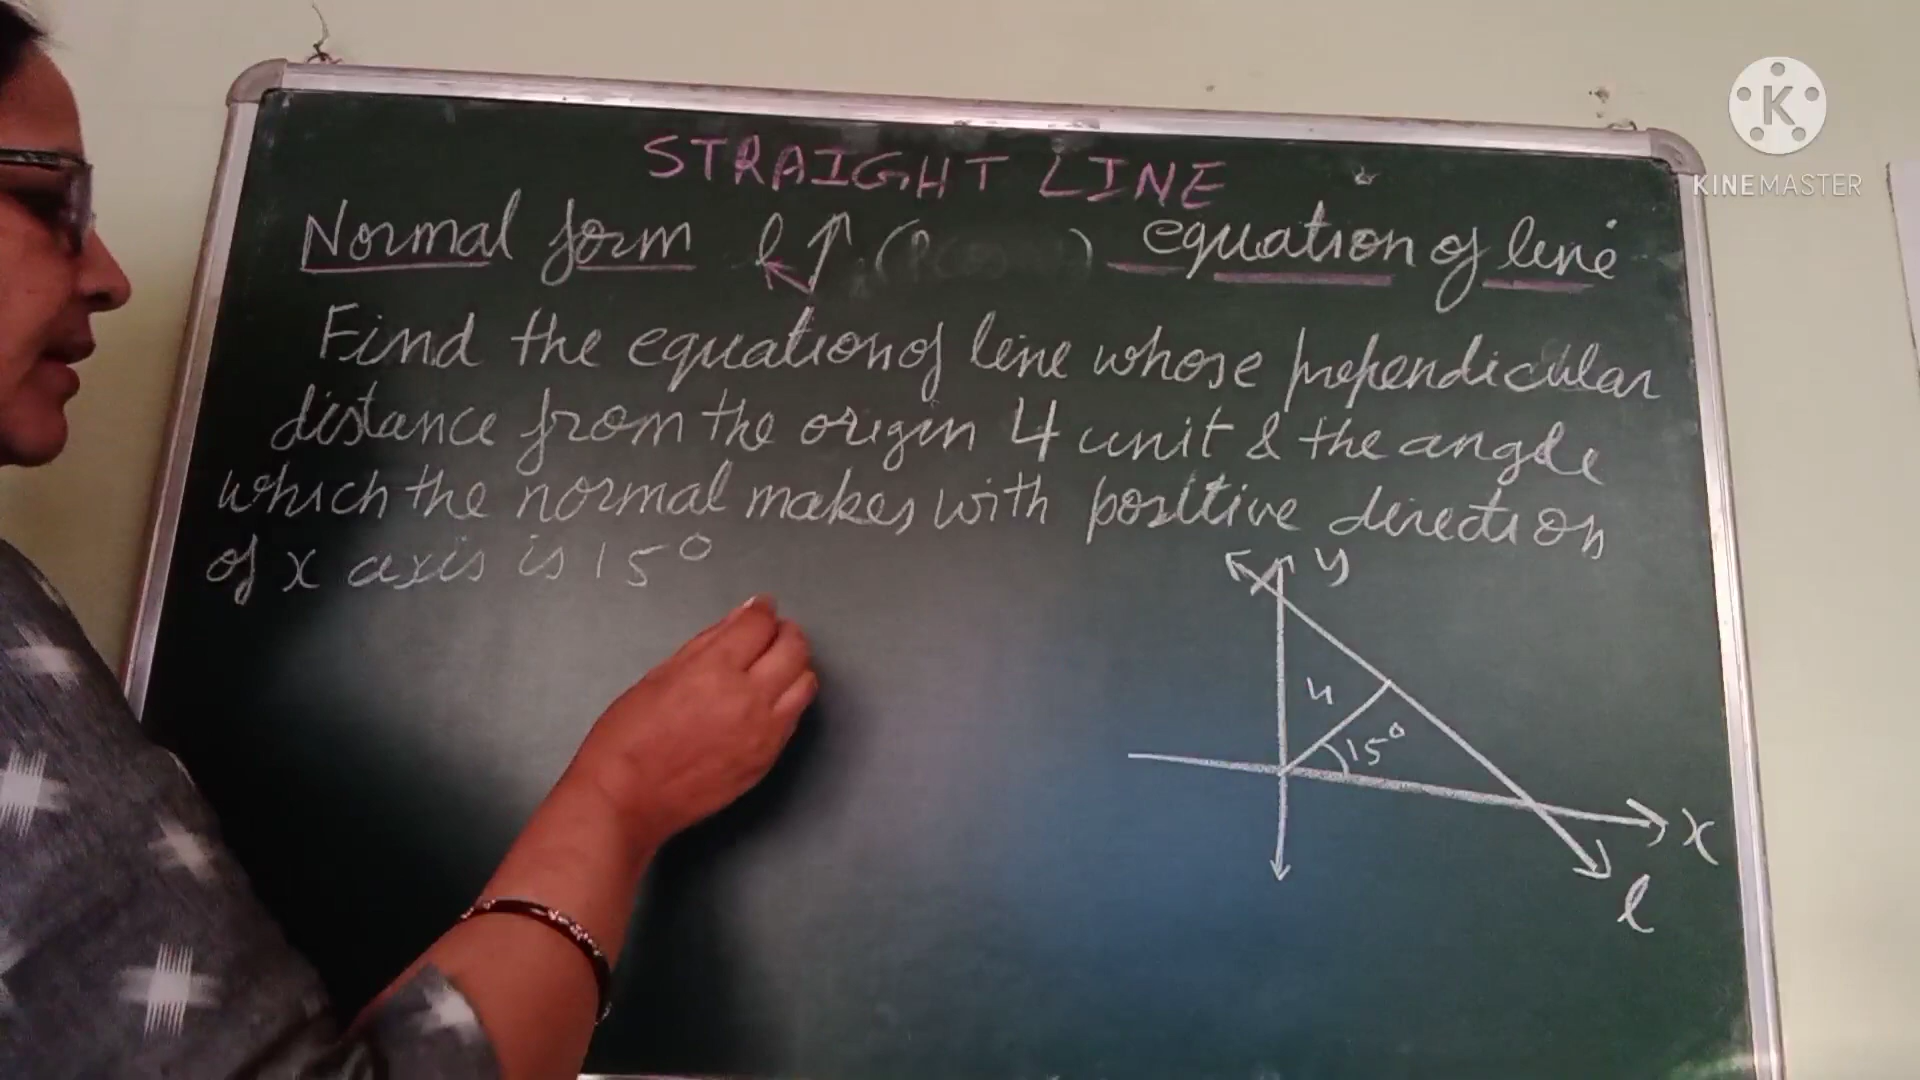 STRAIGHT LINE
Normal form l ( ) equation of line
Find the equation of line whose prependicular
distance from the origin 4 unit & the angle
which the normal makes with positive direction
of x axis is 15°
y
4
15°
x
l
K
KINEMASTER